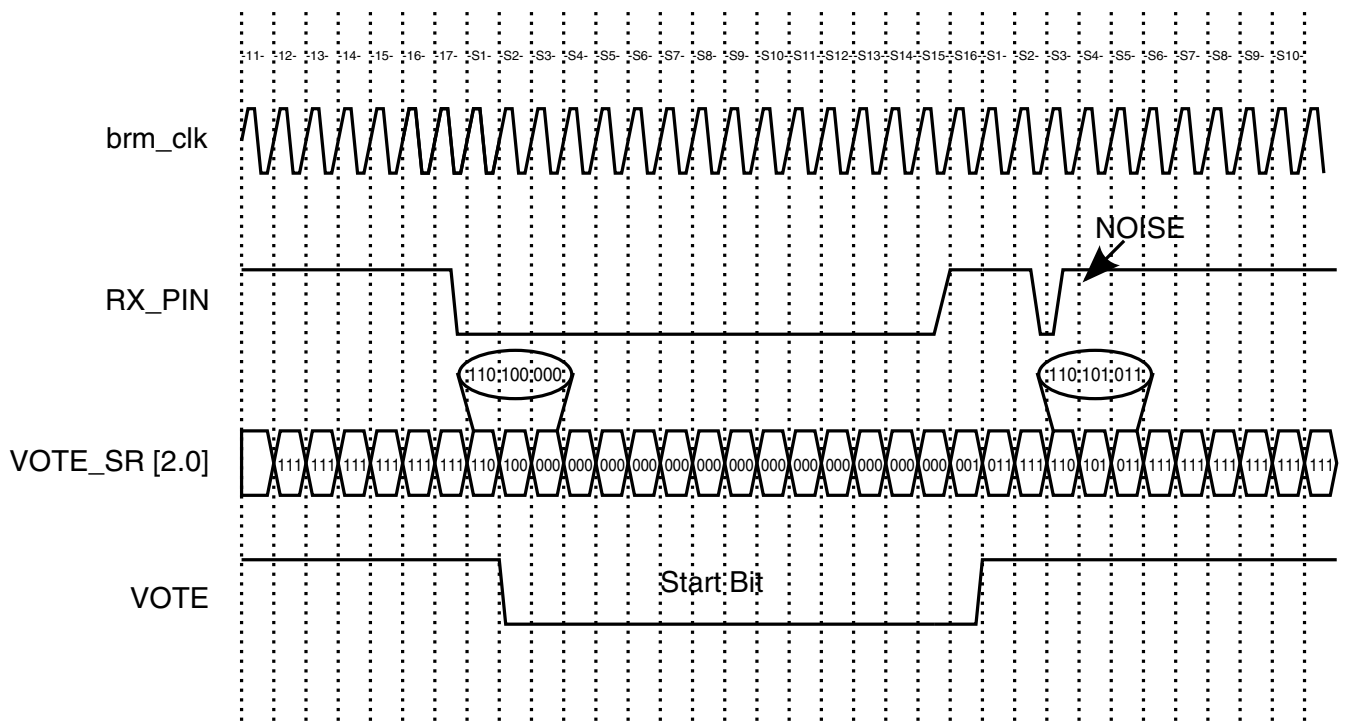 -11- -12- -13- -14- -15- -16- -17- -S1- -S2- -S3- -S4- -S5- -S6- -S7- -S8- -S9- -S10- -S11- -S12- -S13- -S14- -S15- -S16- -S1- -S2- -S3- -S4- -S5- -S6- -S7- -S8- -S9- -S10-
brm_clk
NOISE
RX_PIN
110 100 000 110 101 011
VOTE_SR [2.0] 111 111 111 111 111 111 110 100 000 000 000 000 000 000 000 000 000 000 000 000 000 001 011 111 110 101 011 111 111 111 111 111 111
Start Bit
VOTE